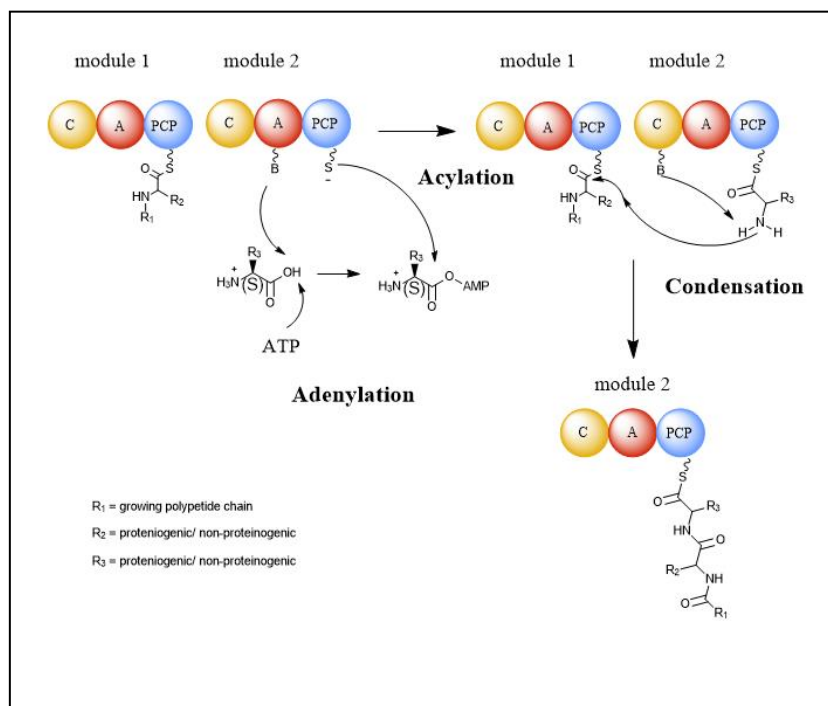 module 1
module 2
C A PCP
C A PCP
S
O
HN
R2
R1
B
S
−
Acylation
module 1
module 2
C A PCP
C A PCP
S
O
HN
R2
R1
B
S
O
R3
H N H
R3
+
H3N (S) OH
O
R3
+
H3N (S) O AMP
O
ATP
Adenylation
Condensation
module 2
C A PCP
S
O
R3
NH
O
R2
NH
O
R1
R1 = growing polypetide chain
R2 = proteniogenic/ non-proteinogenic
R3 = proteniogenic/ non-proteinogenic